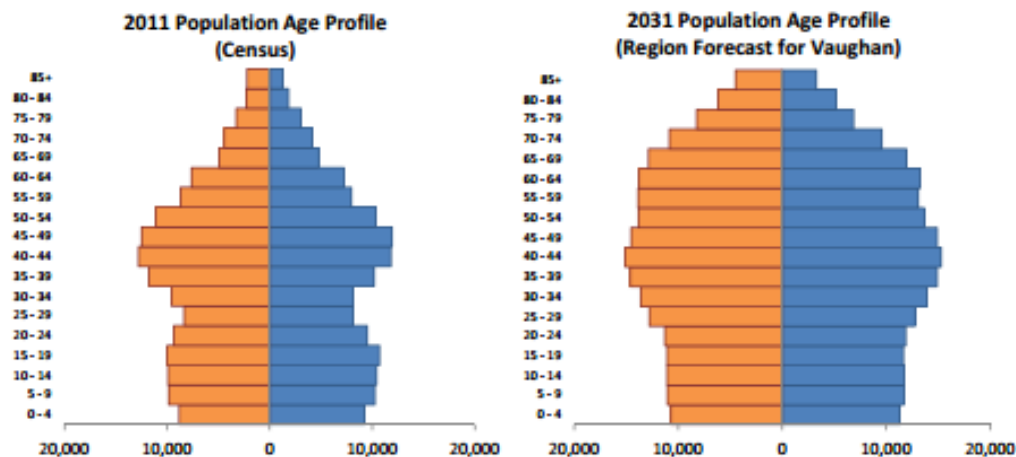 2011 Population Age Profile
(Census)
85+
80 - 84
75 - 79
70 - 74
65 - 69
60 - 64
55 - 59
50 - 54
45 - 49
40 - 44
35 - 39
30 - 34
25 - 29
20 - 24
15 - 19
10 - 14
5 - 9
0 - 4
20,000 10,000 0 10,000 20,000
2031 Population Age Profile
(Region Forecast for Vaughan)
85+
80 - 84
75 - 79
70 - 74
65 - 69
60 - 64
55 - 59
50 - 54
45 - 49
40 - 44
35 - 39
30 - 34
25 - 29
20 - 24
15 - 19
10 - 14
5 - 9
0 - 4
20,000 10,000 0 10,000 20,000